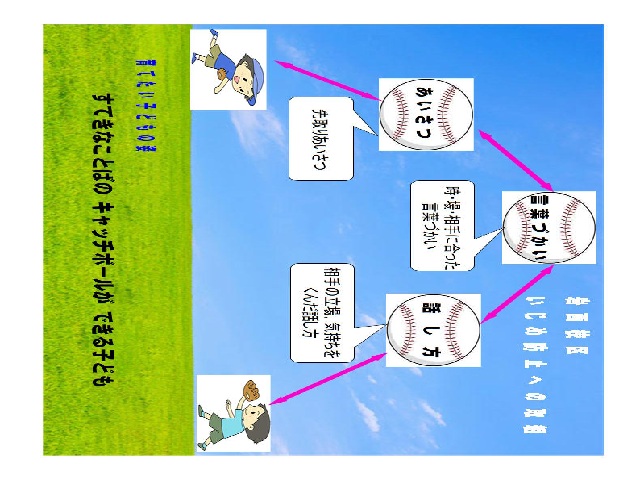 校区
いじめ防止への取組
言葉づかい
時・場・相手に合った
言葉づかい
あいさつ
先取りあいさつ
話し方
相手の立場、気持ちを
くんだ話し方
育てたい子どもの姿
すてきなことばの キャッチボールが できる子ども